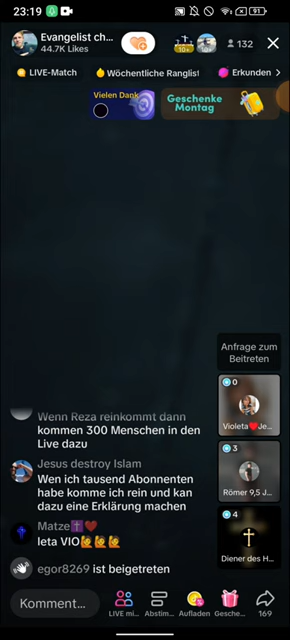 23:19
91
Evangelist ch...
44.7K Likes
10+
10+
132
LIVE-Match
Wöchentliche Ranglist
Erkunden
Vielen Dank
Geschenke
Montag
Anfrage zum
Beitreten
0
Violeta❤️Je...
3
Römer 9,5 J...
4
Diener des H...
Wenn Reza reinkommt dann
kommen 300 Menschen in den
Live dazu
Jesus destroy Islam
Wen ich tausend Abonnenten
habe komme ich rein und kan
dazu eine Erklärung machen
Matze✝️❤️
leta VIO🙋🙋🙋
egor8269 ist beigetreten
Komment...
LIVE mi...
Abstim...
Aufladen
Gesche...
169